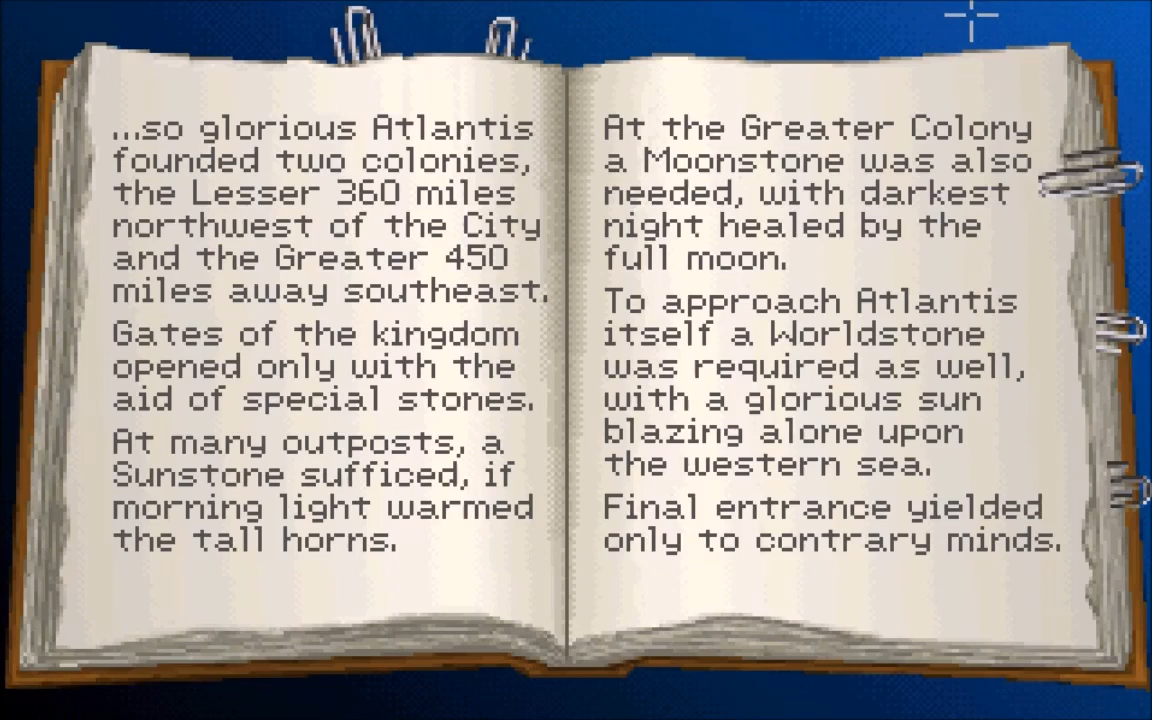 ...so glorious Atlantis
founded two colonies,
the Lesser 360 miles
northwest of the City
and the Greater 450
miles away southeast.
Gates of the kingdom
opened only with the
aid of special stones.
At many outposts, a
Sunstone sufficed, if
morning light warmed
the tall horns.
At the Greater Colony
a Moonstone was also
needed, with darkest
night healed by the
full moon.
To approach Atlantis
itself a Worldstone
was required as well,
with a glorious sun
blazing alone upon
the western sea.
Final entrance yielded
only to contrary minds.